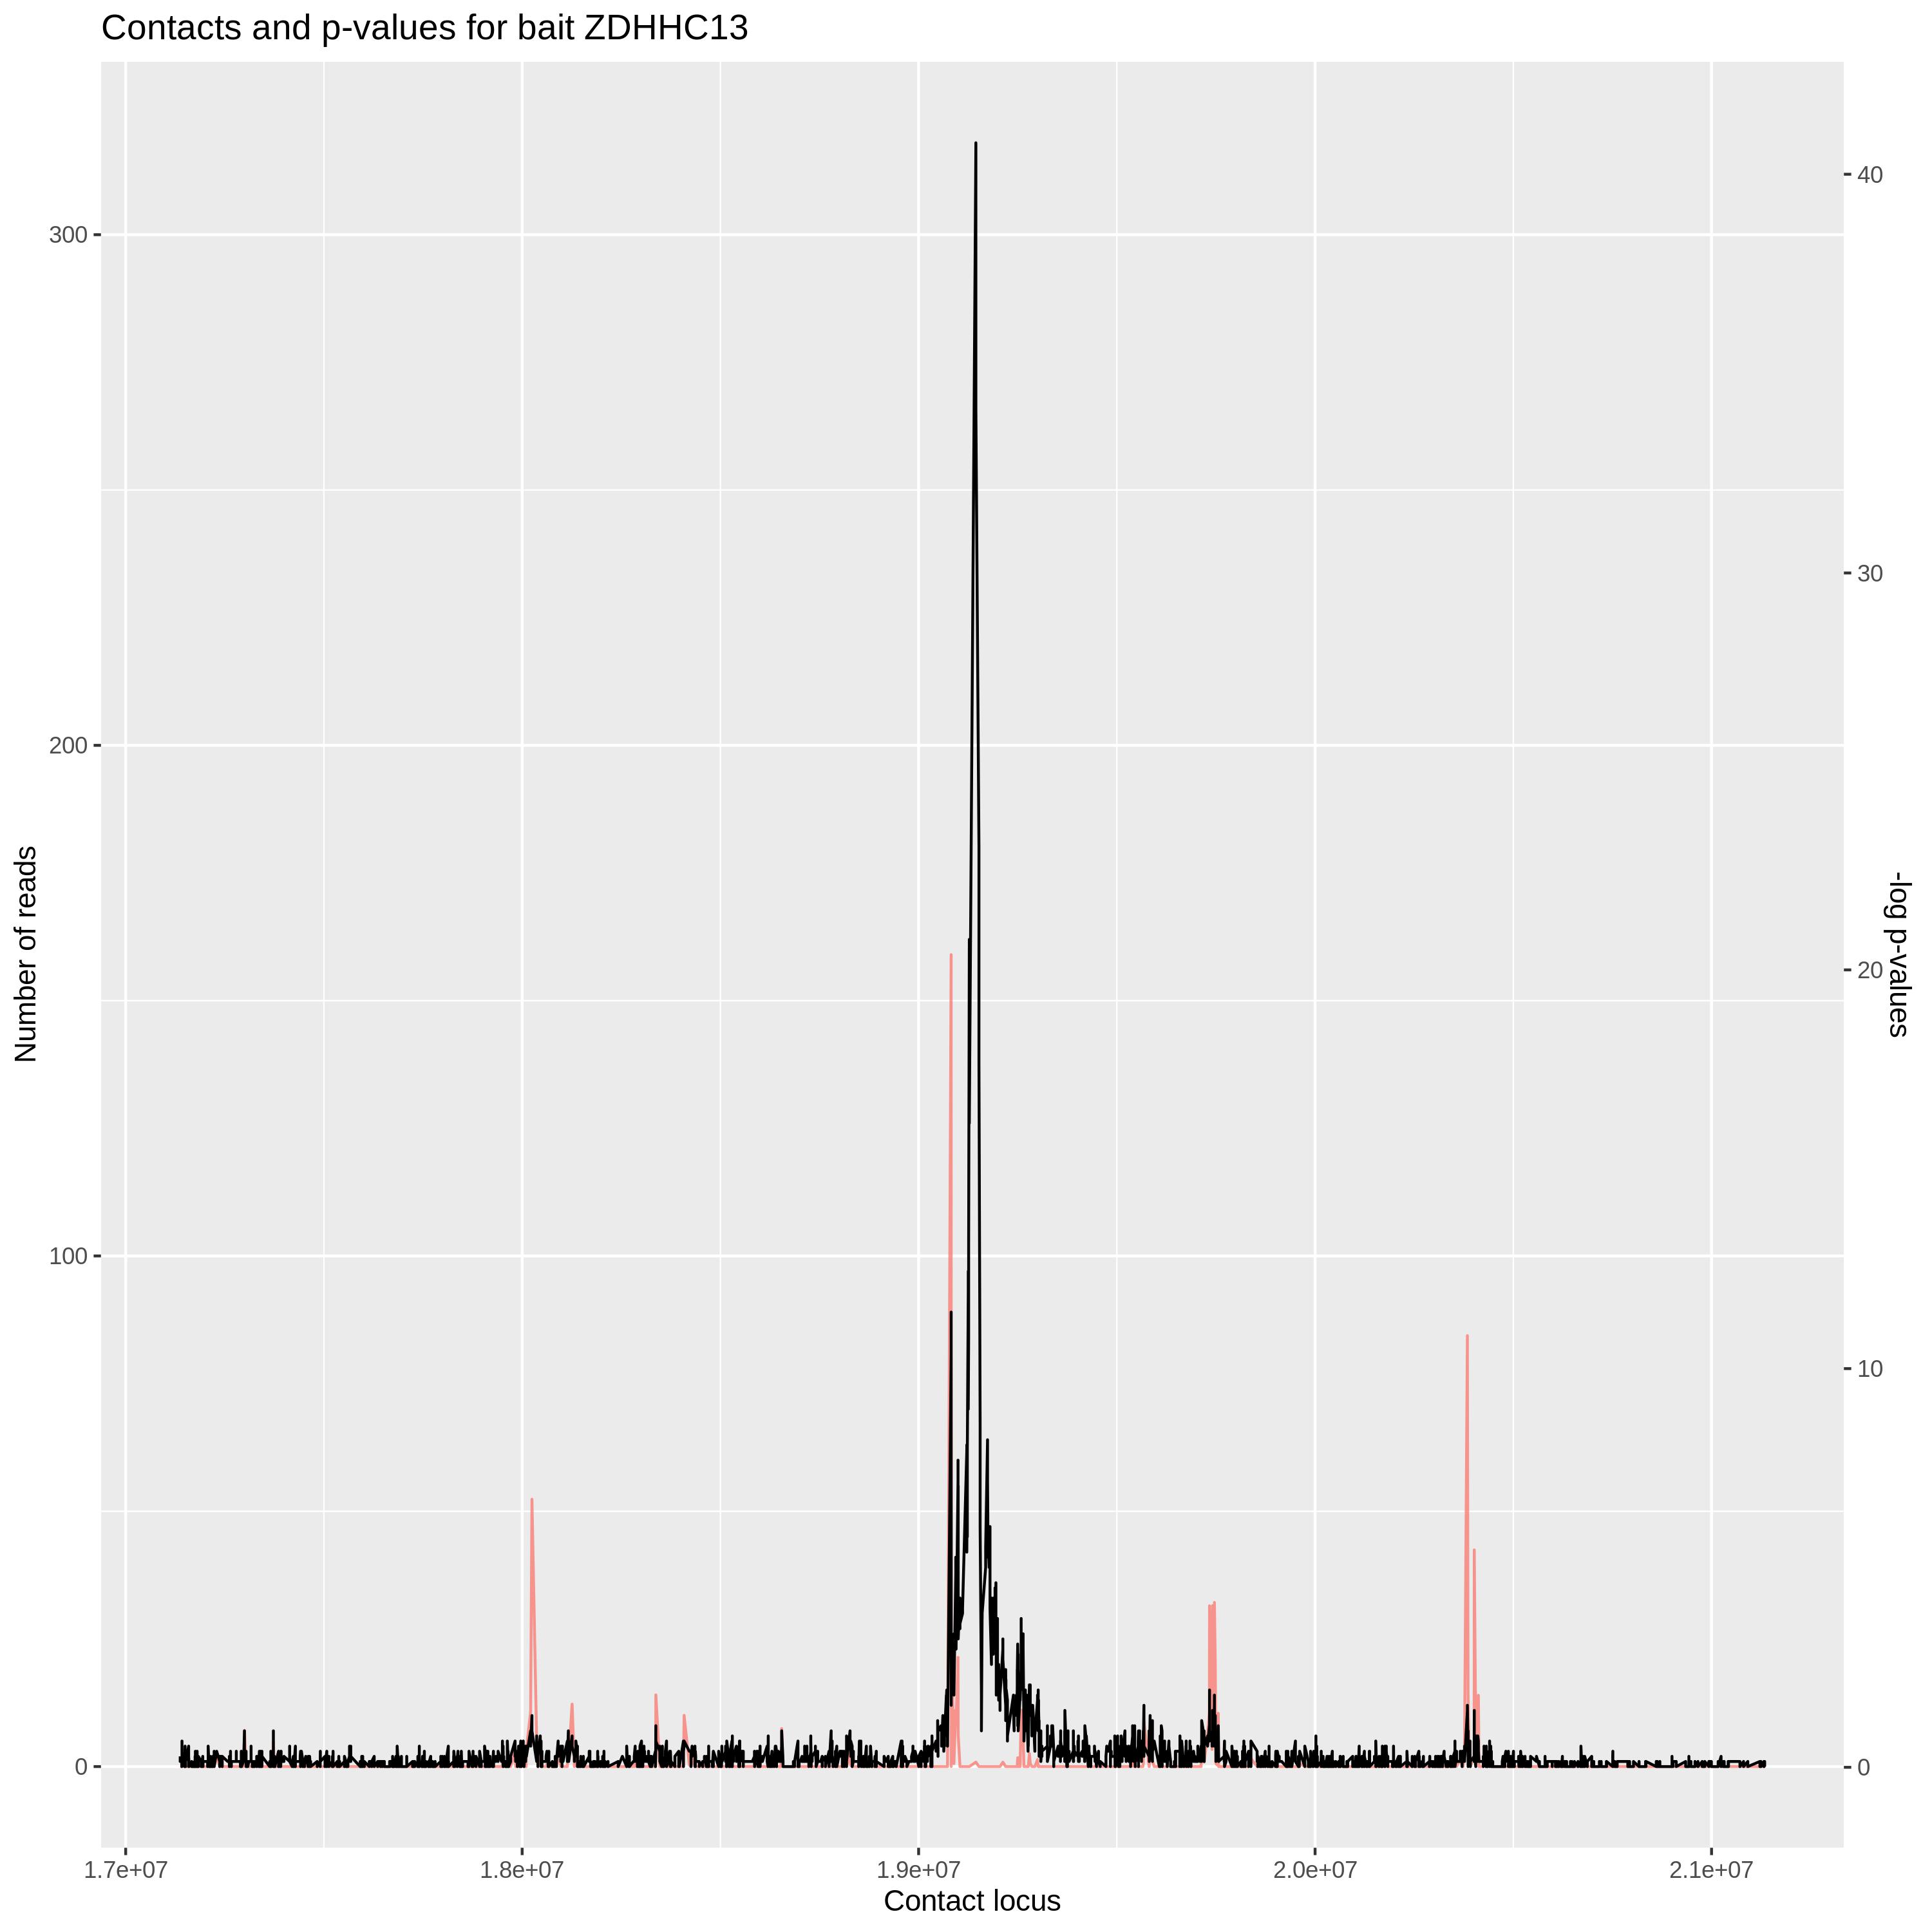 Contacts and p-values for bait ZDHHC13
300
200
100
0
Number of reads
40
30
20
10
0
-log p-values
1.7e+07
1.8e+07
1.9e+07
2.0e+07
2.1e+07
Contact locus